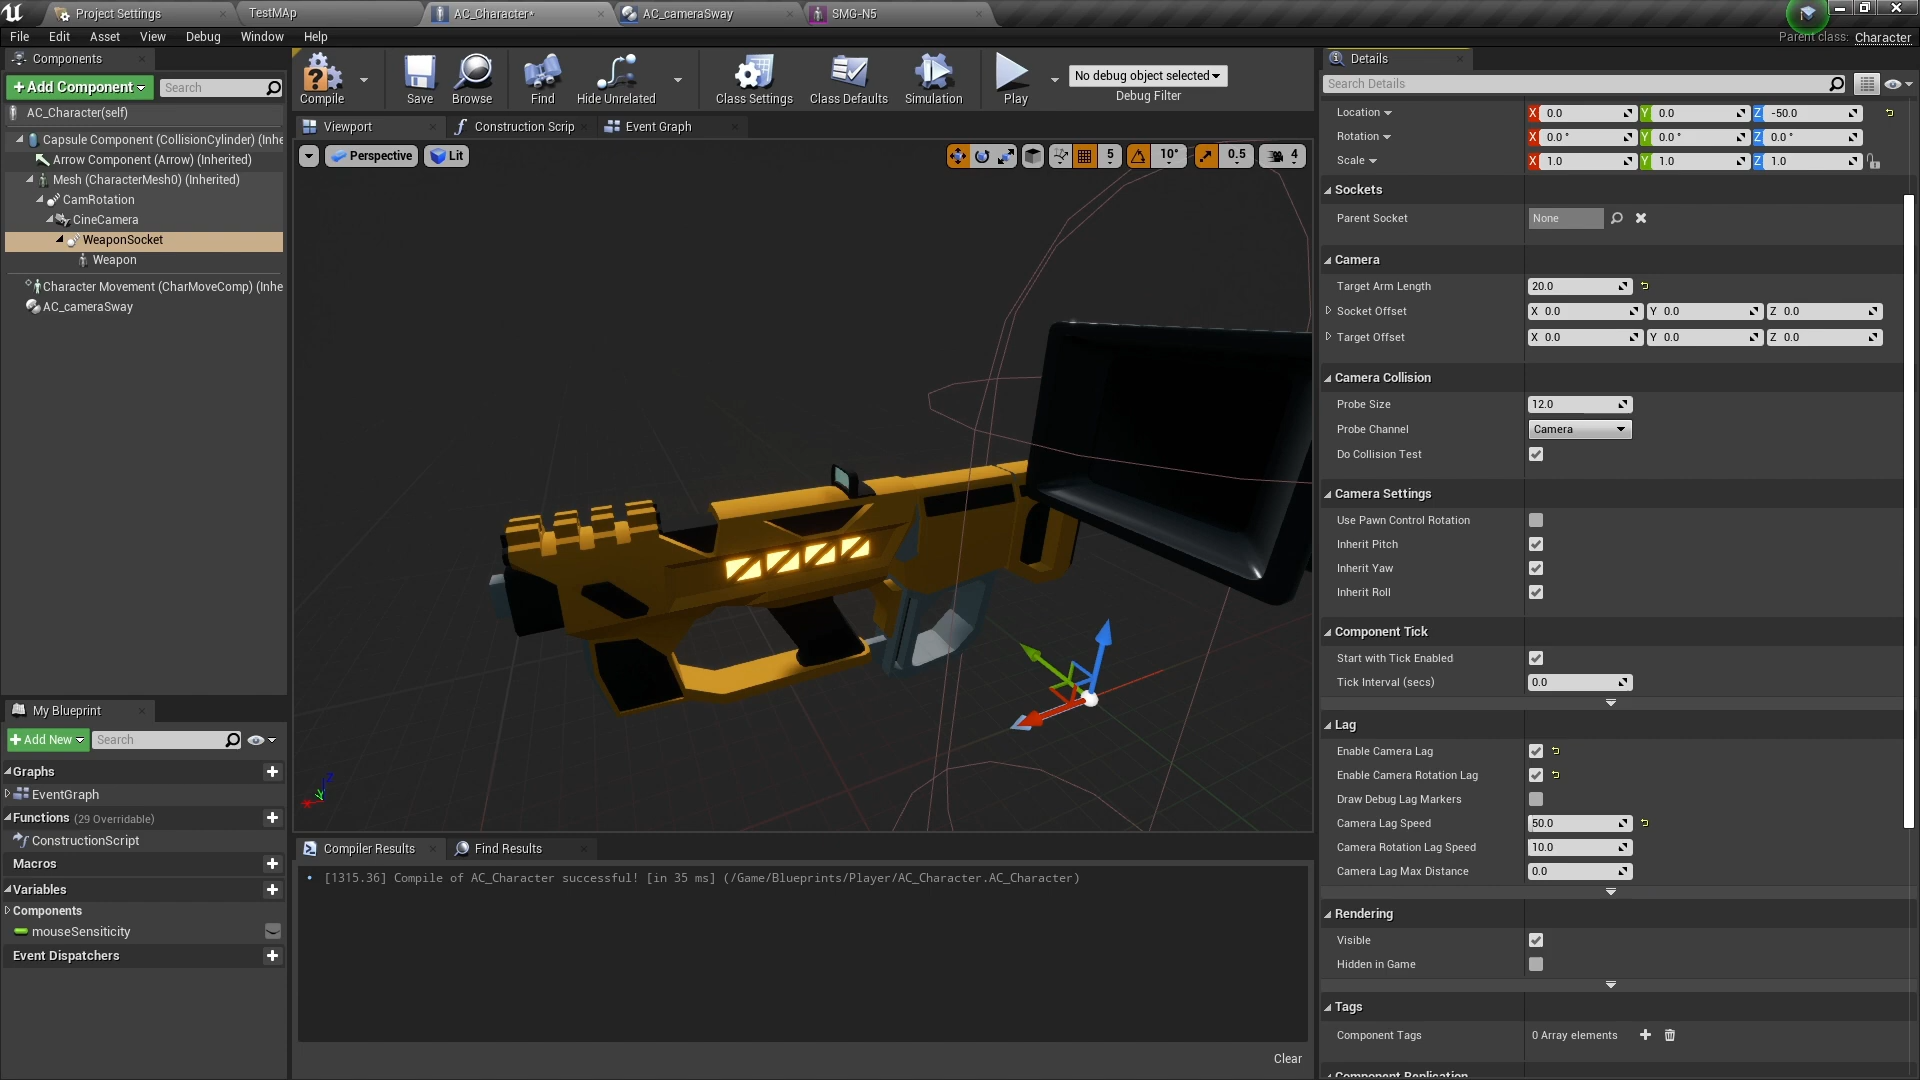 Project Settings
TestMAp
AC_Character*
AC_cameraSway
SMG-N5
File Edit Asset View Debug Window Help
Parent class: Character
Components
+Add Component
Search
AC_Character(self)
Capsule Component (CollisionCylinder) (Inhe
Arrow Component (Arrow) (Inherited)
Mesh (CharacterMesh0) (Inherited)
CamRotation
CineCamera
WeaponSocket
Weapon
Character Movement (CharMoveComp) (Inhe
AC_cameraSway
My Blueprint
+Add New
Search
Graphs
EventGraph
Functions (29 Overridable)
ConstructionScript
Macros
Variables
Components
mouseSensiticity
Event Dispatchers
Compile
Save
Browse
Find
Hide Unrelated
Class Settings
Class Defaults
Simulation
Play
No debug object selected
Debug Filter
Viewport
Construction Scrip
Event Graph
Perspective
Lit
5
10°
0.5
4
Z
Compiler Results
Find Results
[1315.36] Compile of AC_Character successful! [in 35 ms] (/Game/Blueprints/Player/AC_Character.AC_Character)
Clear
Details
Search Details
Location X 0.0 Y 0.0 Z -50.0
Rotation X 0.0 ° Y 0.0 ° Z 0.0 °
Scale X 1.0 Y 1.0 Z 1.0
Sockets
Parent Socket None
Camera
Target Arm Length 20.0
Socket Offset X 0.0 Y 0.0 Z 0.0
Target Offset X 0.0 Y 0.0 Z 0.0
Camera Collision
Probe Size 12.0
Probe Channel Camera
Do Collision Test
Camera Settings
Use Pawn Control Rotation
Inherit Pitch
Inherit Yaw
Inherit Roll
Component Tick
Start with Tick Enabled
Tick Interval (secs) 0.0
Lag
Enable Camera Lag
Enable Camera Rotation Lag
Draw Debug Lag Markers
Camera Lag Speed 50.0
Camera Rotation Lag Speed 10.0
Camera Lag Max Distance 0.0
Rendering
Visible
Hidden in Game
Tags
Component Tags 0 Array elements
Component Replication